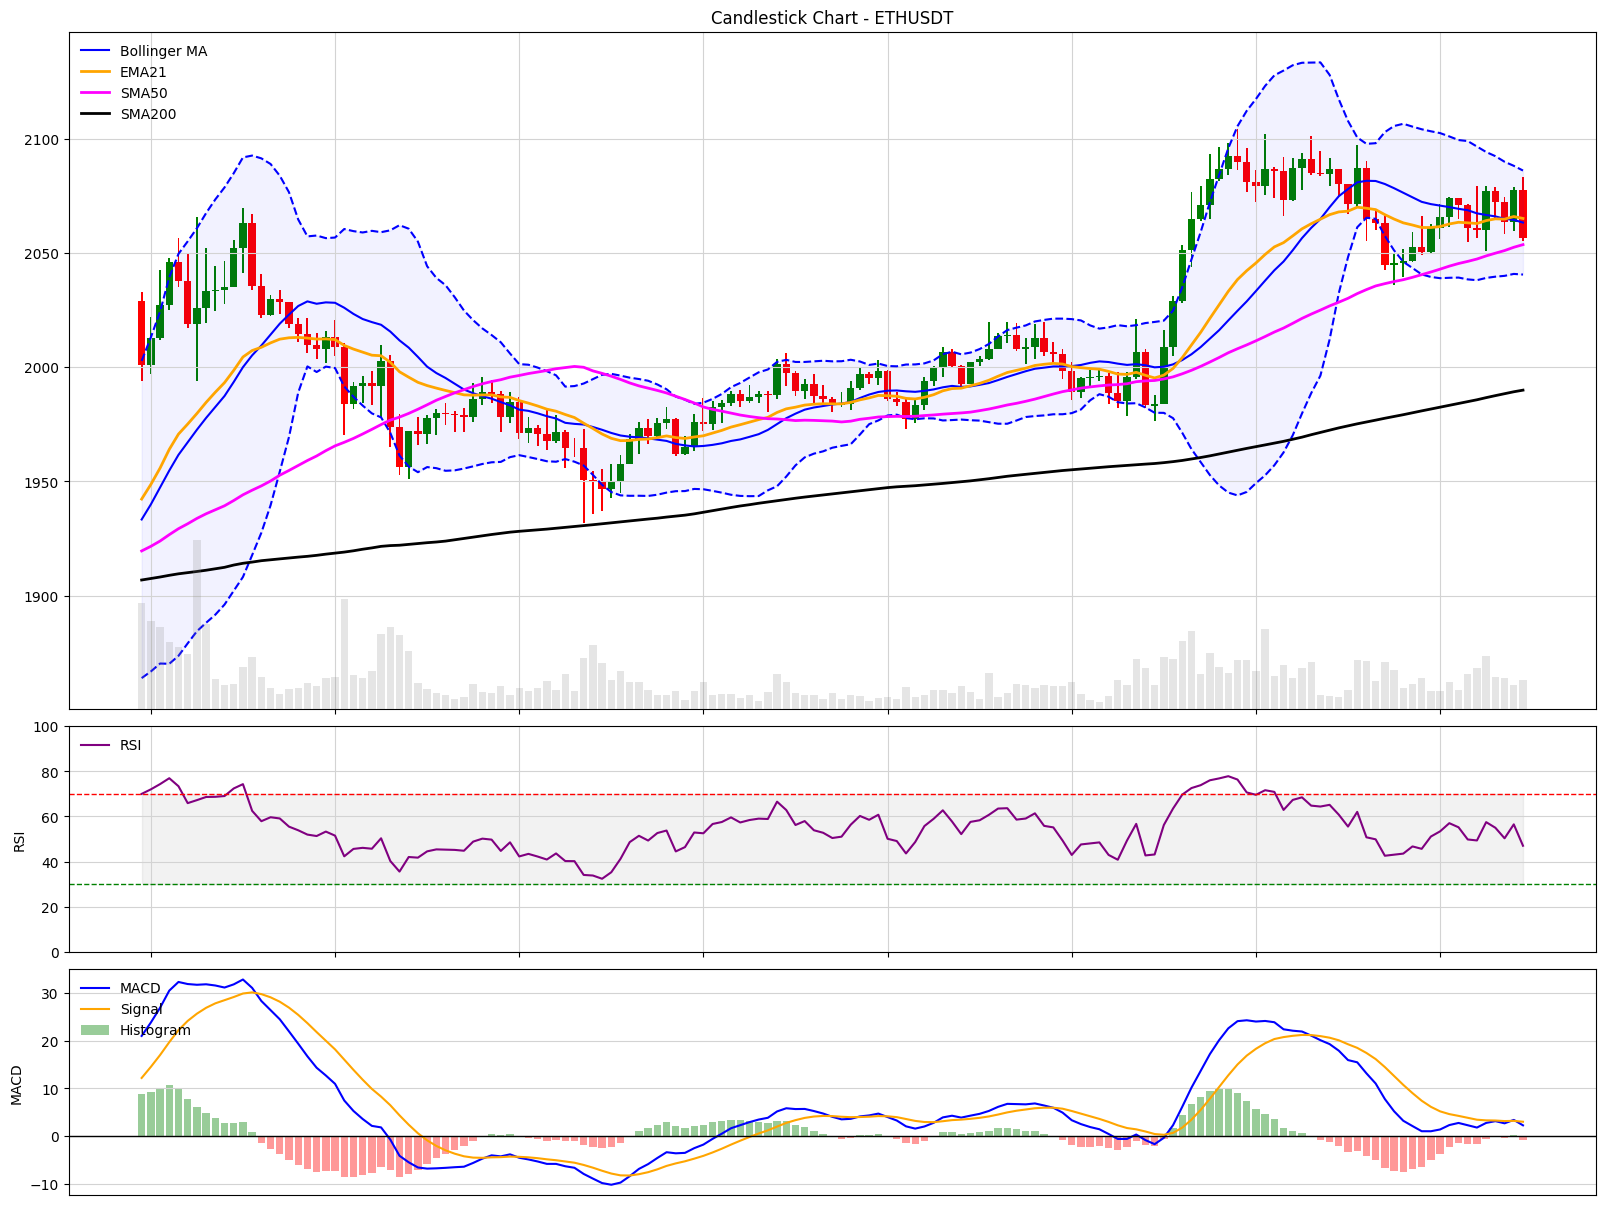 Candlestick Chart - ETHUSDT
Bollinger MA
EMA21
SMA50
SMA200
2100
2050
2000
1950
1900
RSI
100
80
60
40
20
0
RSI
MACD
Signal
Histogram
30
20
10
0
−10
MACD